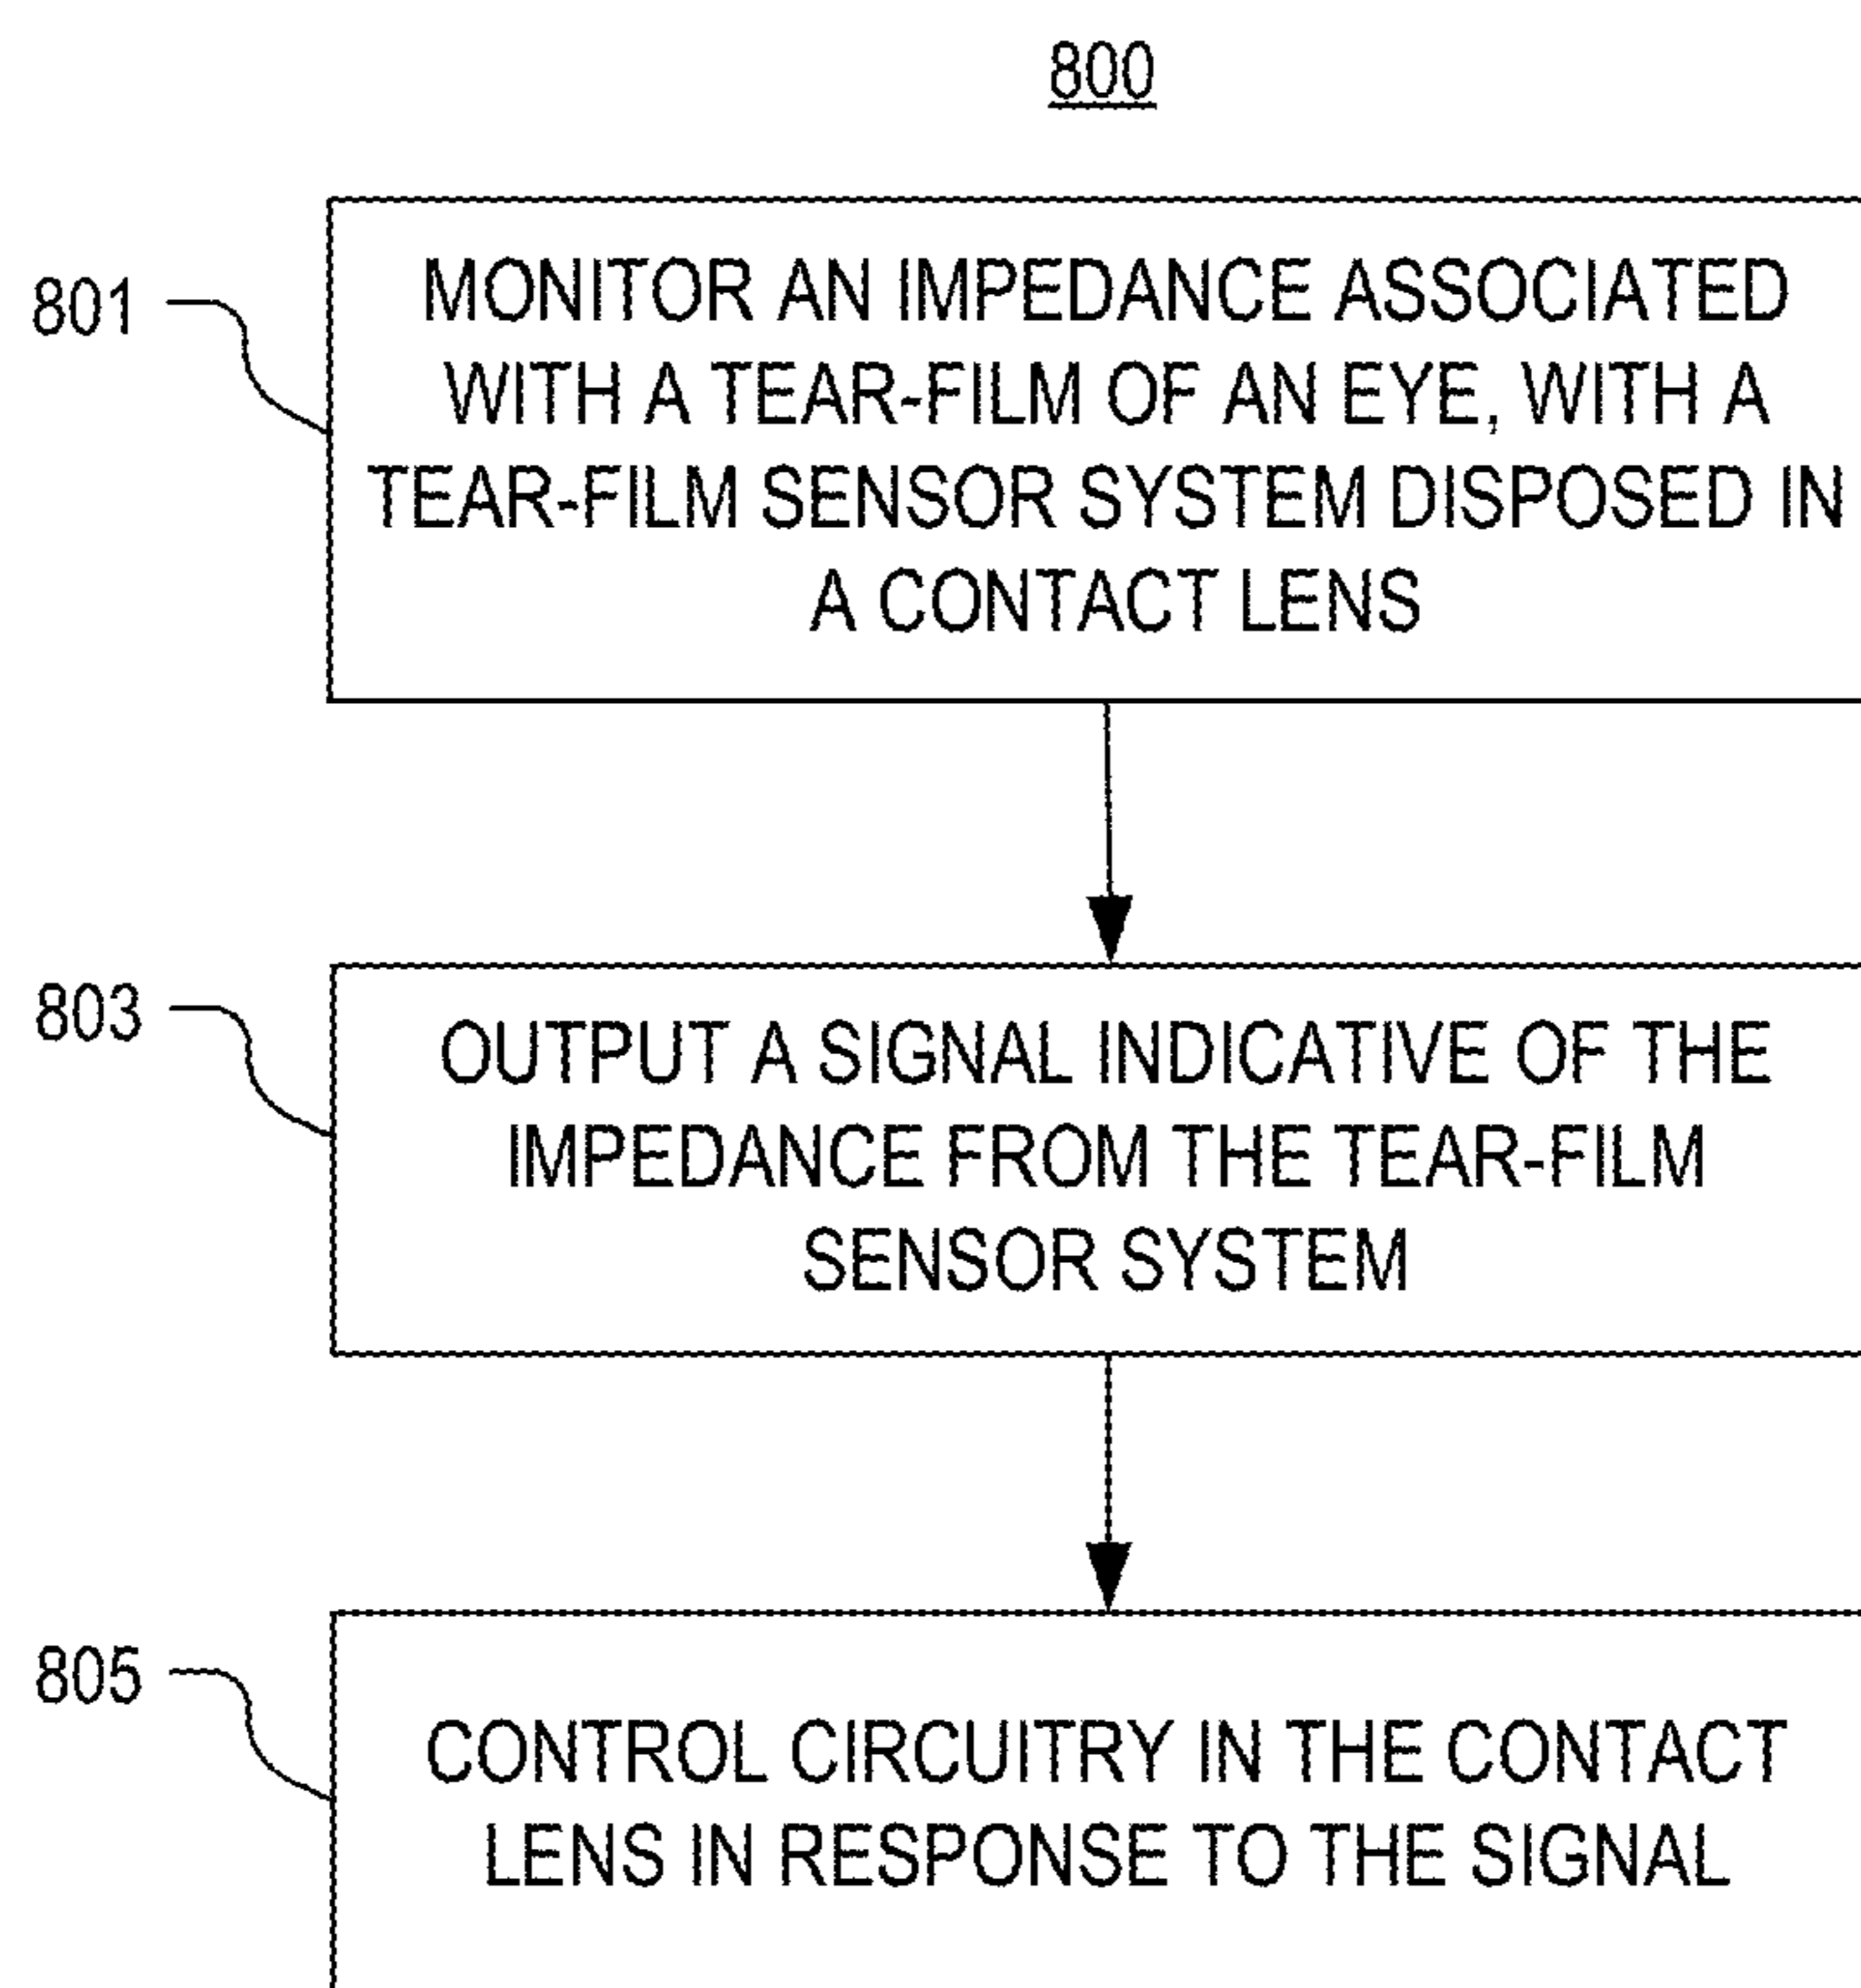 800
801
MONITOR AN IMPEDANCE ASSOCIATED
WITH A TEAR-FILM OF AN EYE, WITH A
TEAR-FILM SENSOR SYSTEM DISPOSED IN
A CONTACT LENS
803
OUTPUT A SIGNAL INDICATIVE OF THE
IMPEDANCE FROM THE TEAR-FILM
SENSOR SYSTEM
805
CONTROL CIRCUITRY IN THE CONTACT
LENS IN RESPONSE TO THE SIGNAL